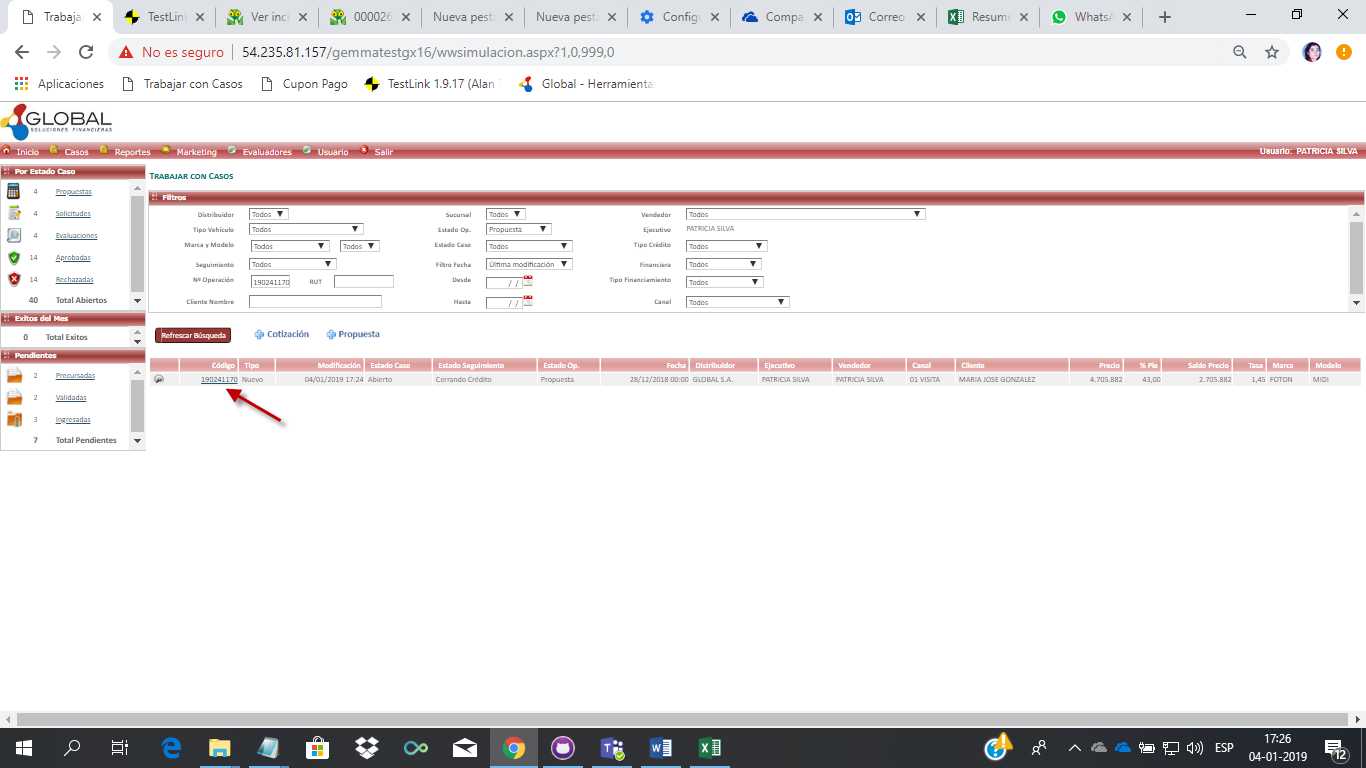 Trabaja
TestLink
Ver inci
000026
Nueva pest
Nueva pest
Configu
Compa
Correo
Resume
WhatsA
No es seguro | 54.235.81.157/gemmatestgx16/wwsimulacion.aspx?1,0,999,0
Aplicaciones Trabajar con Casos Cupon Pago TestLink 1.9.17 (Alan Global - Herramienta
GLOBAL
SOLUCIONES FINANCIERAS
Inicio Casos Reportes Marketing Evaluadores Usuario Salir Usuario: PATRICIA SILVA
Por Estado Caso
4 Propuestas
4 Solicitudes
4 Evaluaciones
14 Aprobadas
14 Rechazadas
40 Total Abiertos
Exitos del Mes
0 Total Exitos
Pendientes
2 Precursadas
2 Validadas
3 Ingresadas
7 Total Pendientes
TRABAJAR CON CASOS
Filtros
Distribuidor Todos Sucursal Todos Vendedor Todos
Tipo Vehiculo Todos Estado Op. Propuesta Ejecutivo PATRICIA SILVA
Marca y Modelo Todos Todos Estado Caso Todos Tipo Crédito Todos
Seguimiento Todos Filtro Fecha Última modificación Financiera Todos
Nº Operación 190241170 RUT Desde / / Tipo Financiamiento Todos
Cliente Nombre Hasta / / Canal Todos
Refrescar Búsqueda Cotización Propuesta
Código Tipo Modificación Estado Caso Estado Seguimiento Estado Op. Fecha Distribuidor Ejecutivo Vendedor Canal Cliente Precio % Pie Saldo Precio Tasa Marca Modelo
190241170 Nuevo 04/01/2019 17:24 Abierto Cerrando Crédito Propuesta 28/12/2018 00:00 GLOBAL S.A. PATRICIA SILVA PATRICIA SILVA 01 VISITA MARIA JOSE GONZALEZ 4.705.882 43,00 2.705.882 1,45 FOTON MIDI
ESP
17:26
04-01-2019
12